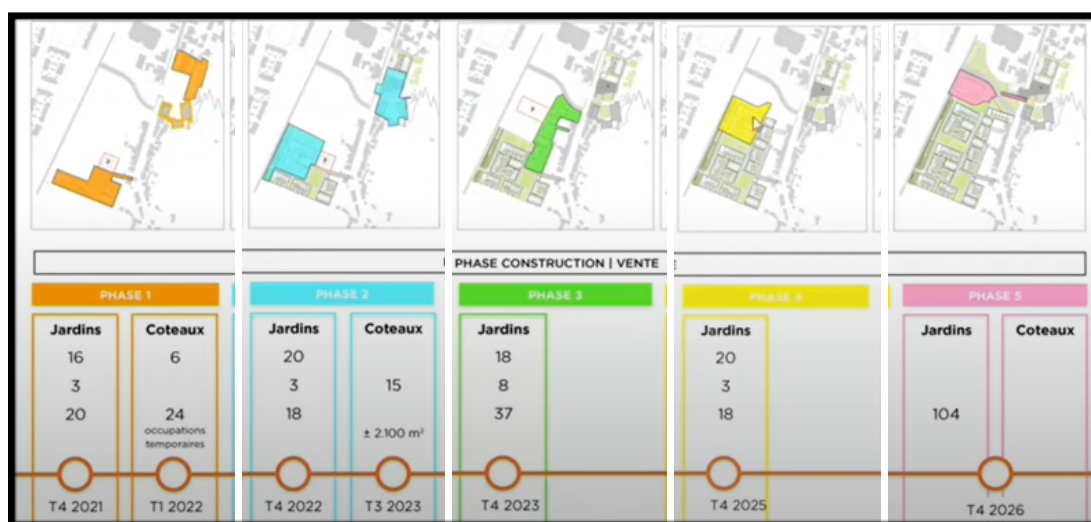 PHASE CONSTRUCTION | VENTE
PHASE 1
Jardins
16
3
20
T4 2021
Coteaux
6
24
occupations
temporaires
T1 2022
PHASE 2
Jardins
20
3
18
T4 2022
Coteaux
15
± 2.100 m²
T3 2023
PHASE 3
Jardins
18
8
37
T4 2023
PHASE 4
Jardins
20
3
18
T4 2025
PHASE 5
Jardins
104
Coteaux
T4 2026